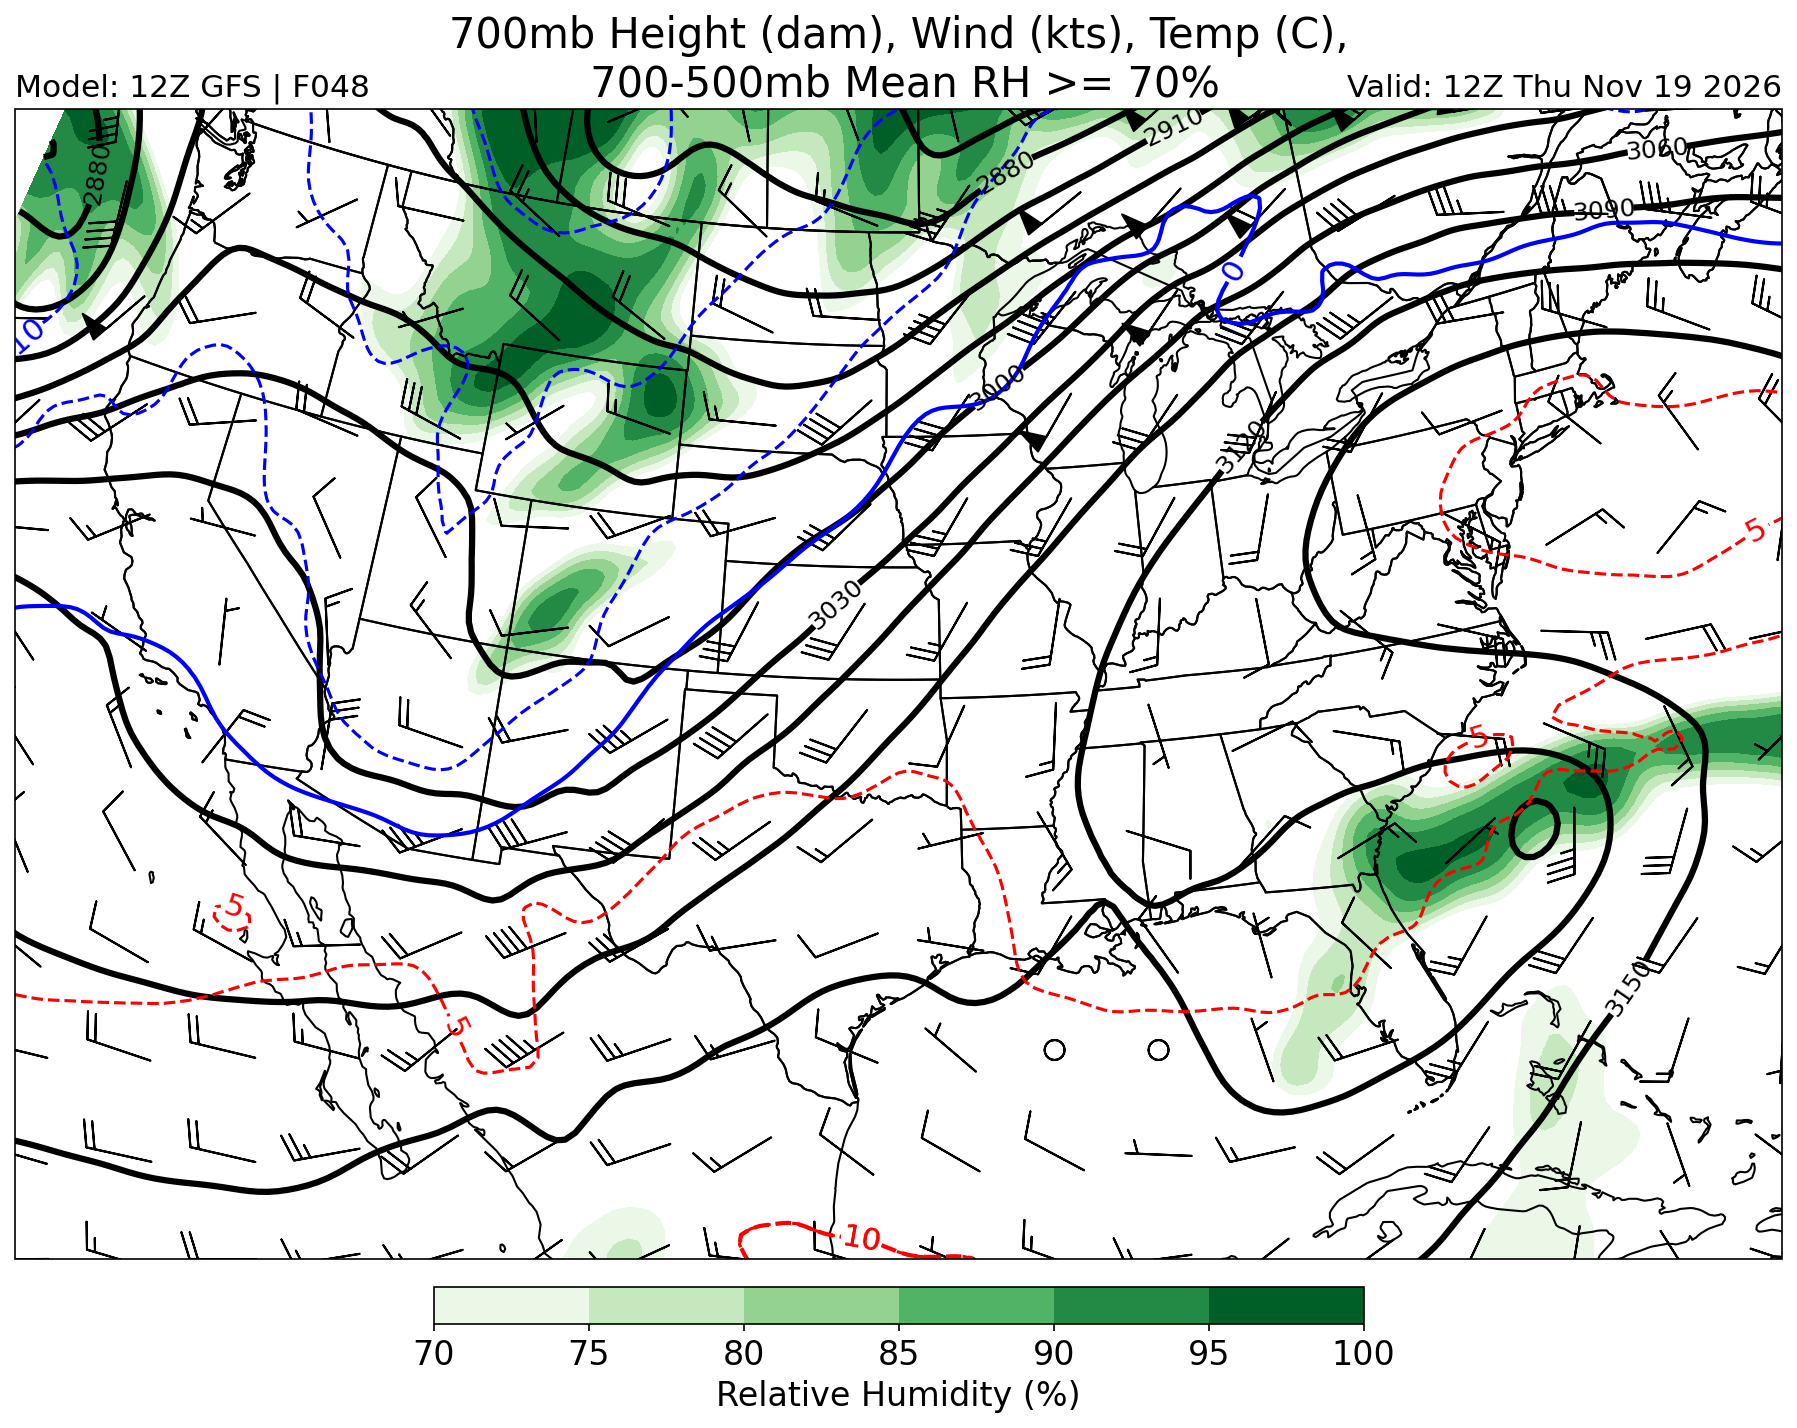 700mb Height (dam), Wind (kts), Temp (C),
700-500mb Mean RH >= 70%
Model: 12Z GFS | F048
Valid: 12Z Thu Nov 19 2026
2880
2910
2880
3060
3090
0
10
3000
3120
5
3030
5
5
5
3150
10
70 75 80 85 90 95 100
Relative Humidity (%)